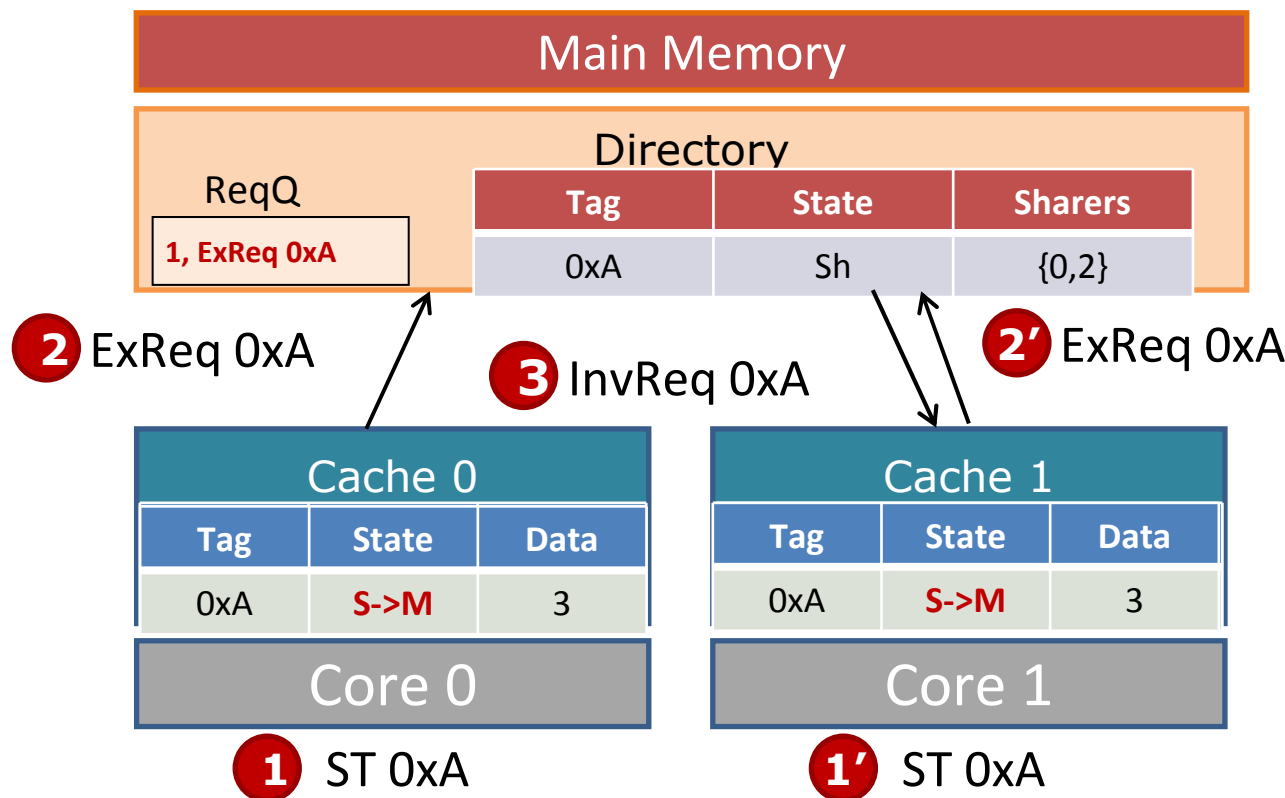 Main Memory
Directory
ReqQ
1, ExReq 0xA
Tag State Sharers
0xA Sh {0,2}
2 ExReq 0xA
3 InvReq 0xA
2′ ExReq 0xA
Cache 0
Tag State Data
0xA S->M 3
Core 0
1 ST 0xA
Cache 1
Tag State Data
0xA S->M 3
Core 1
1′ ST 0xA